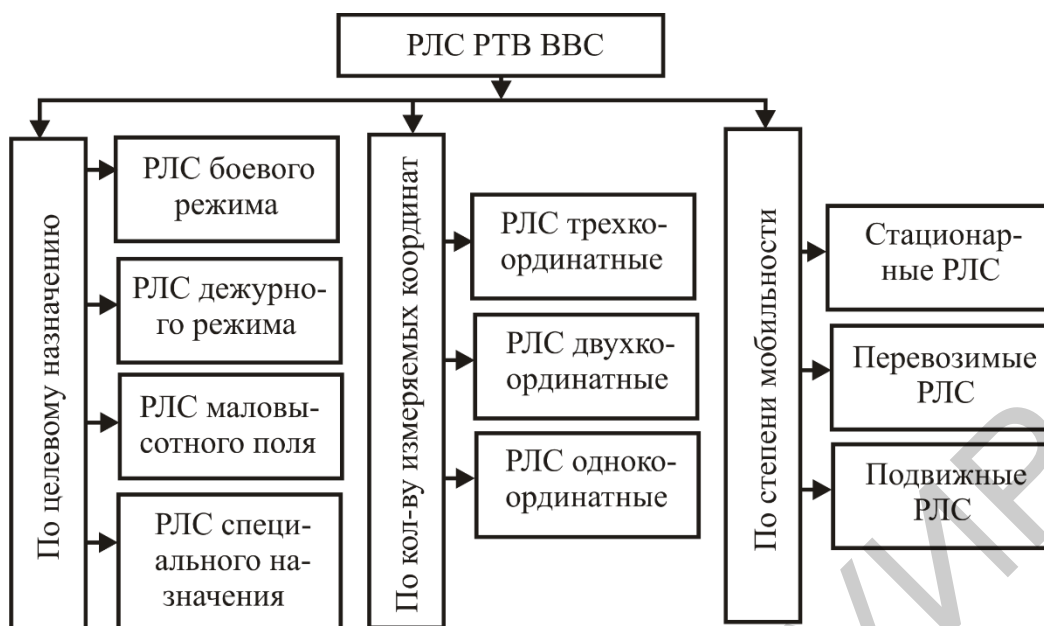 РЛС РТВ ВВС
По целевому назначению
РЛС боевого
режима
РЛС дежурно-
го режима
РЛС маловы-
сотного поля
РЛС специ-
ального на-
значения
По кол-ву измеряемых координат
РЛС трехко-
ординатные
РЛС двухко-
ординатные
РЛС одноко-
ординатные
По степени мобильности
Стационар-
ные РЛС
Перевозимые
РЛС
Подвижные
РЛС